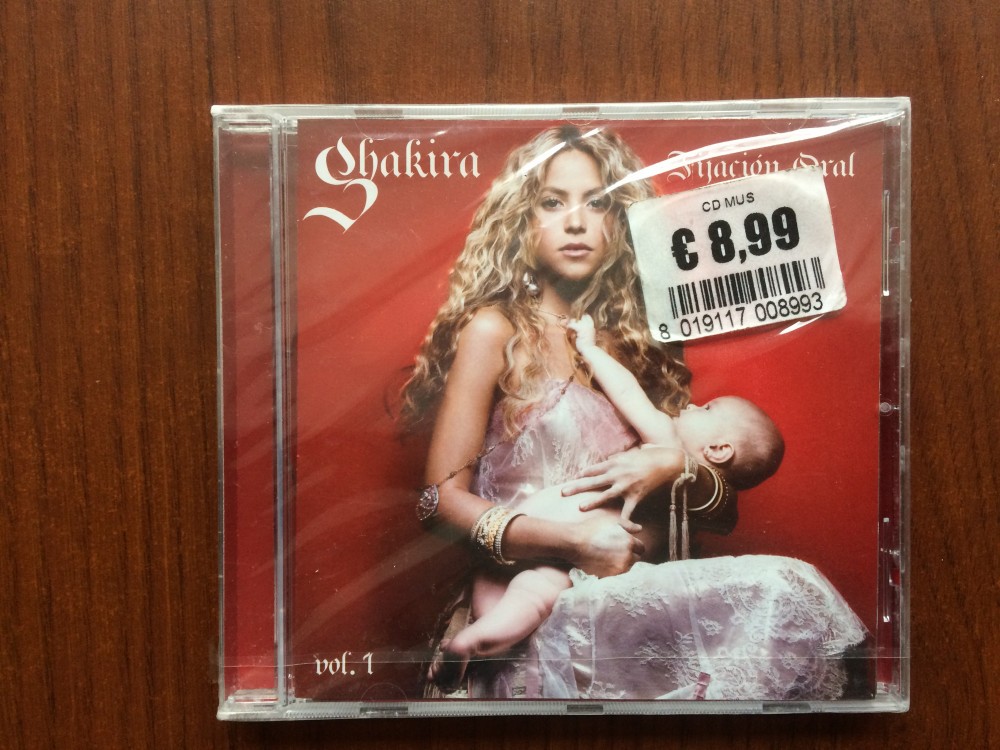 Shakira
Fijación Oral
CD MUS
€ 8,99
8 019117 008993
vol. 1